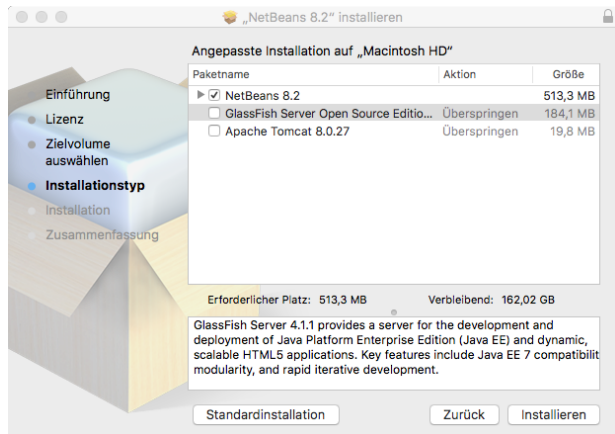 „NetBeans 8.2“ installieren
Angepasste Installation auf „Macintosh HD“
Paketname Aktion Größe
NetBeans 8.2 513,3 MB
GlassFish Server Open Source Editio... Überspringen 184,1 MB
Apache Tomcat 8.0.27 Überspringen 19,8 MB
Einführung
Lizenz
Zielvolume
auswählen
Installationstyp
Installation
Zusammenfassung
Erforderlicher Platz: 513,3 MB Verbleibend: 162,02 GB
GlassFish Server 4.1.1 provides a server for the development and
deployment of Java Platform Enterprise Edition (Java EE) and dynamic,
scalable HTML5 applications. Key features include Java EE 7 compatibilit
modularity, and rapid iterative development.
Standardinstallation Zurück Installieren